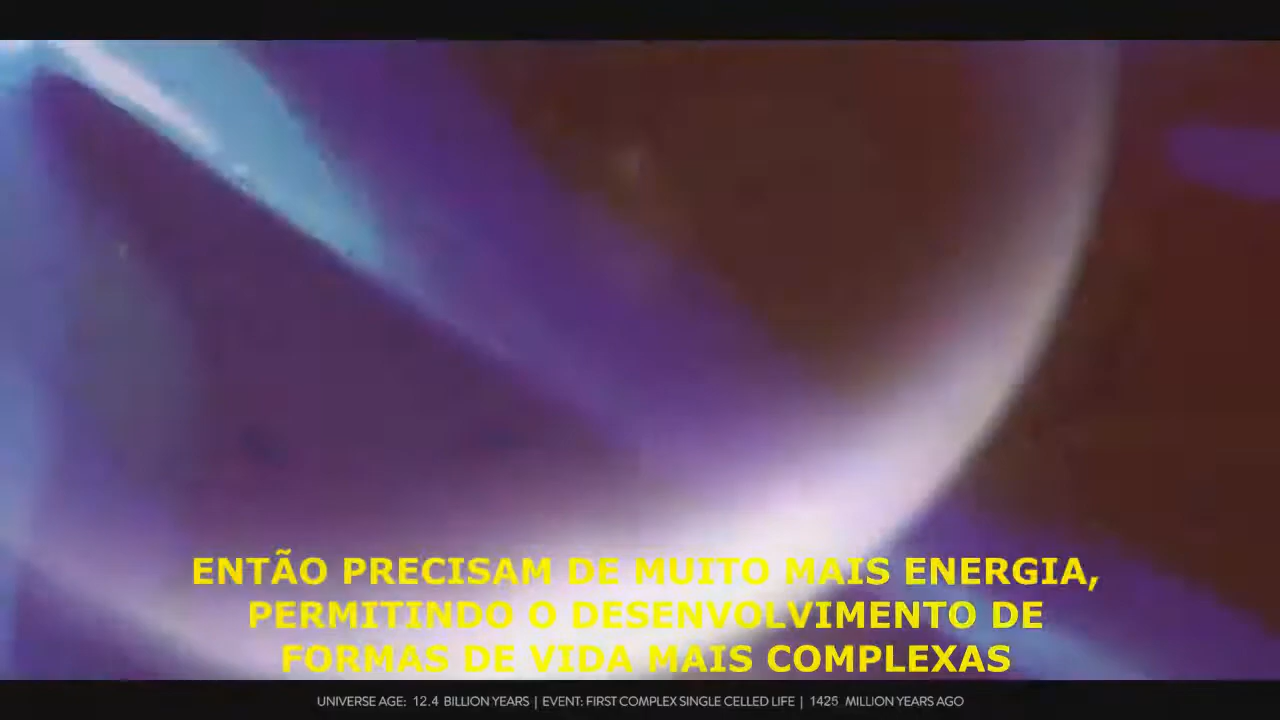 ENTÃO PRECISAM DE MUITO MAIS ENERGIA,
PERMITINDO O DESENVOLVIMENTO DE
FORMAS DE VIDA MAIS COMPLEXAS
UNIVERSE AGE: 12.4 BILLION YEARS | EVENT: FIRST COMPLEX SINGLE CELLED LIFE | 1425 MILLION YEARS AGO